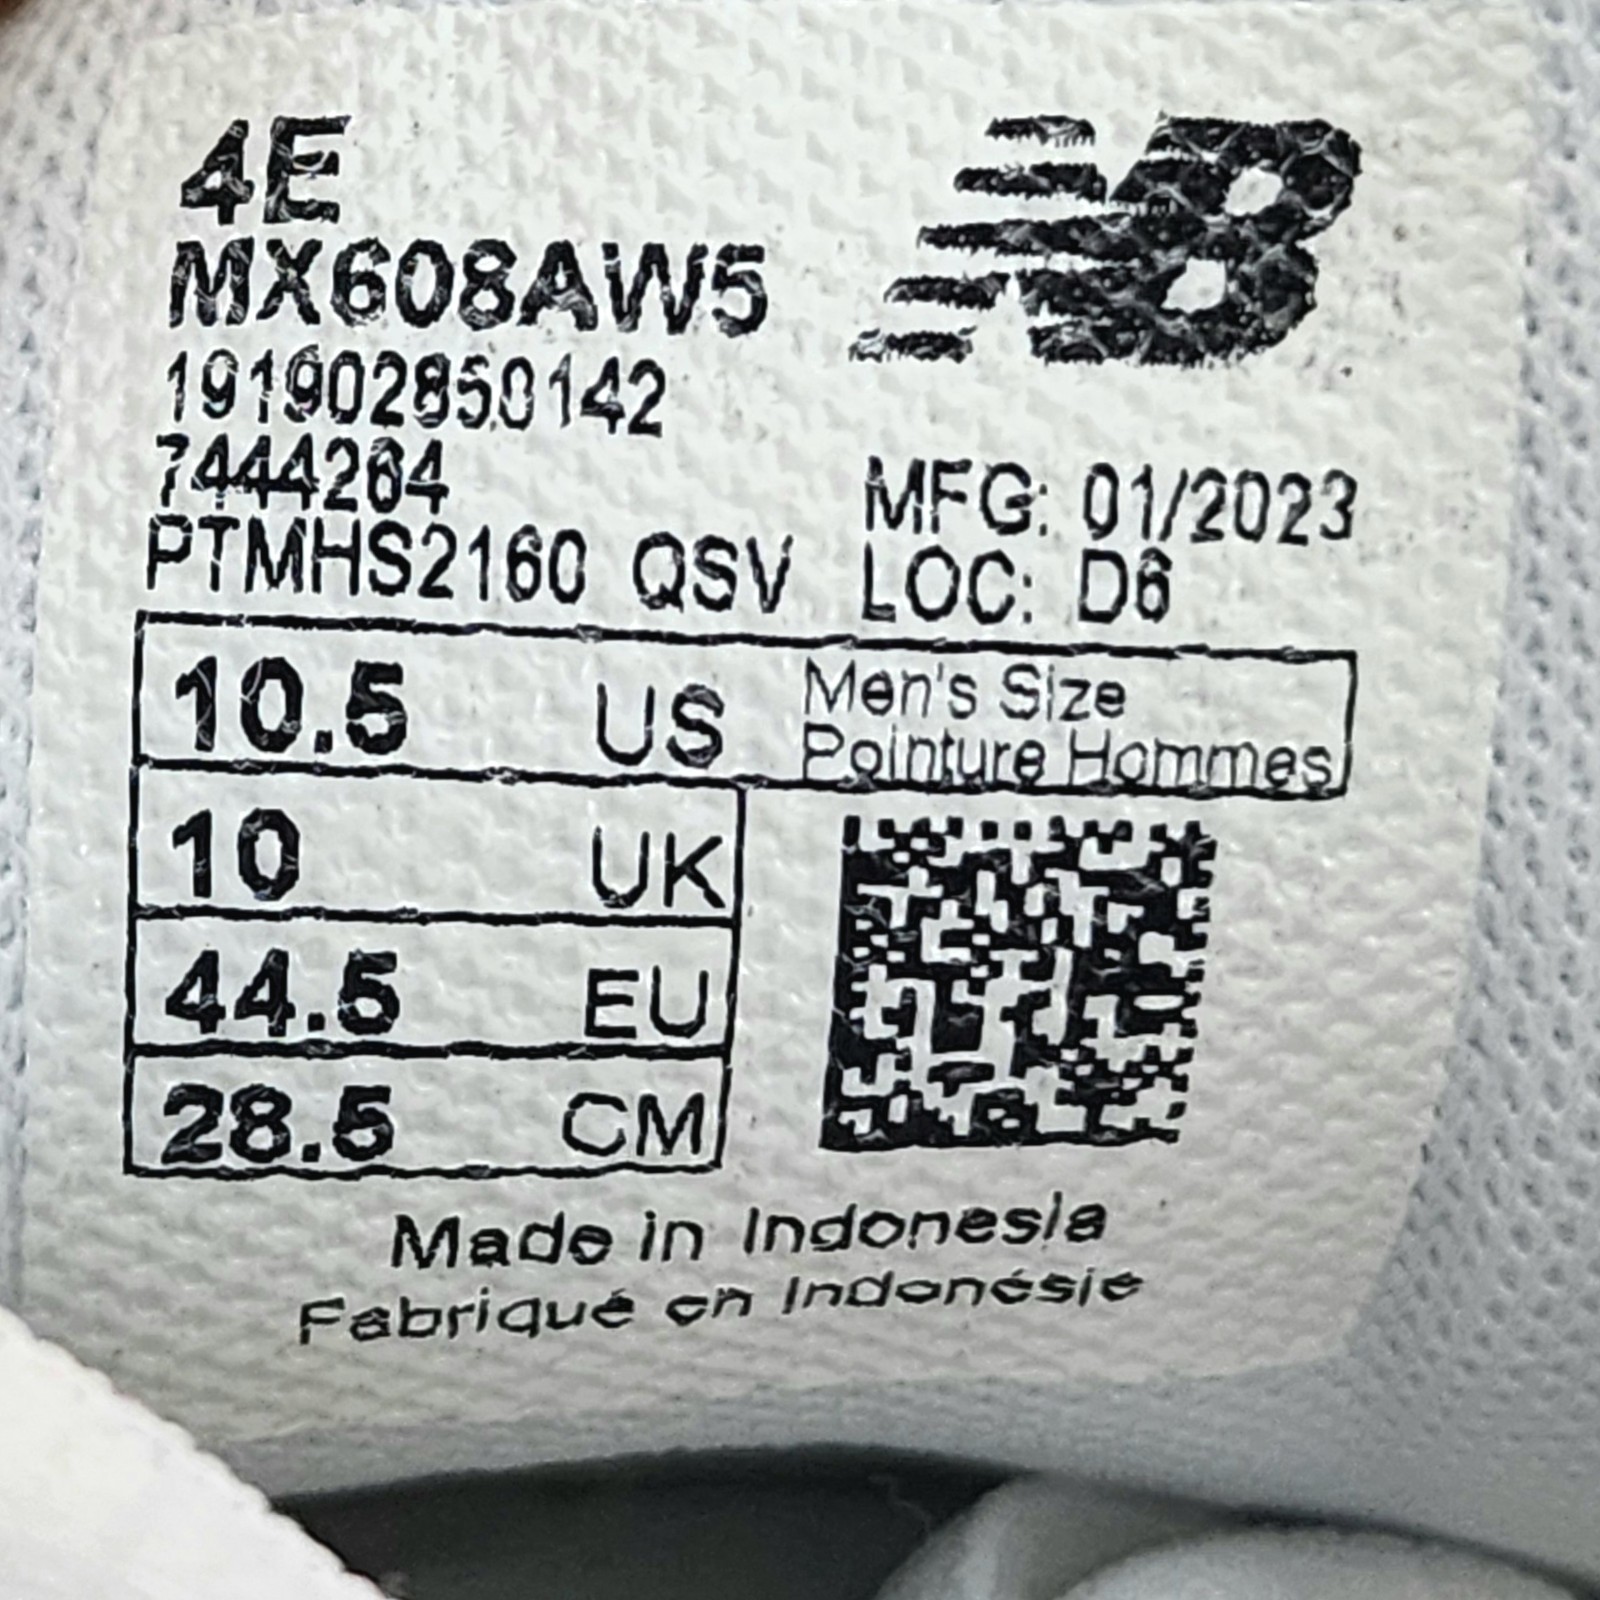 4E
MX608AW5
191902850142
7444264
PTMHS2160 QSV
MFG: 01/2023
LOC: D6
10.5 US
Men's Size
Pointure Hommes
10 UK
44.5 EU
28.5 CM
Made in Indonesia
Fabriqué en Indonésie